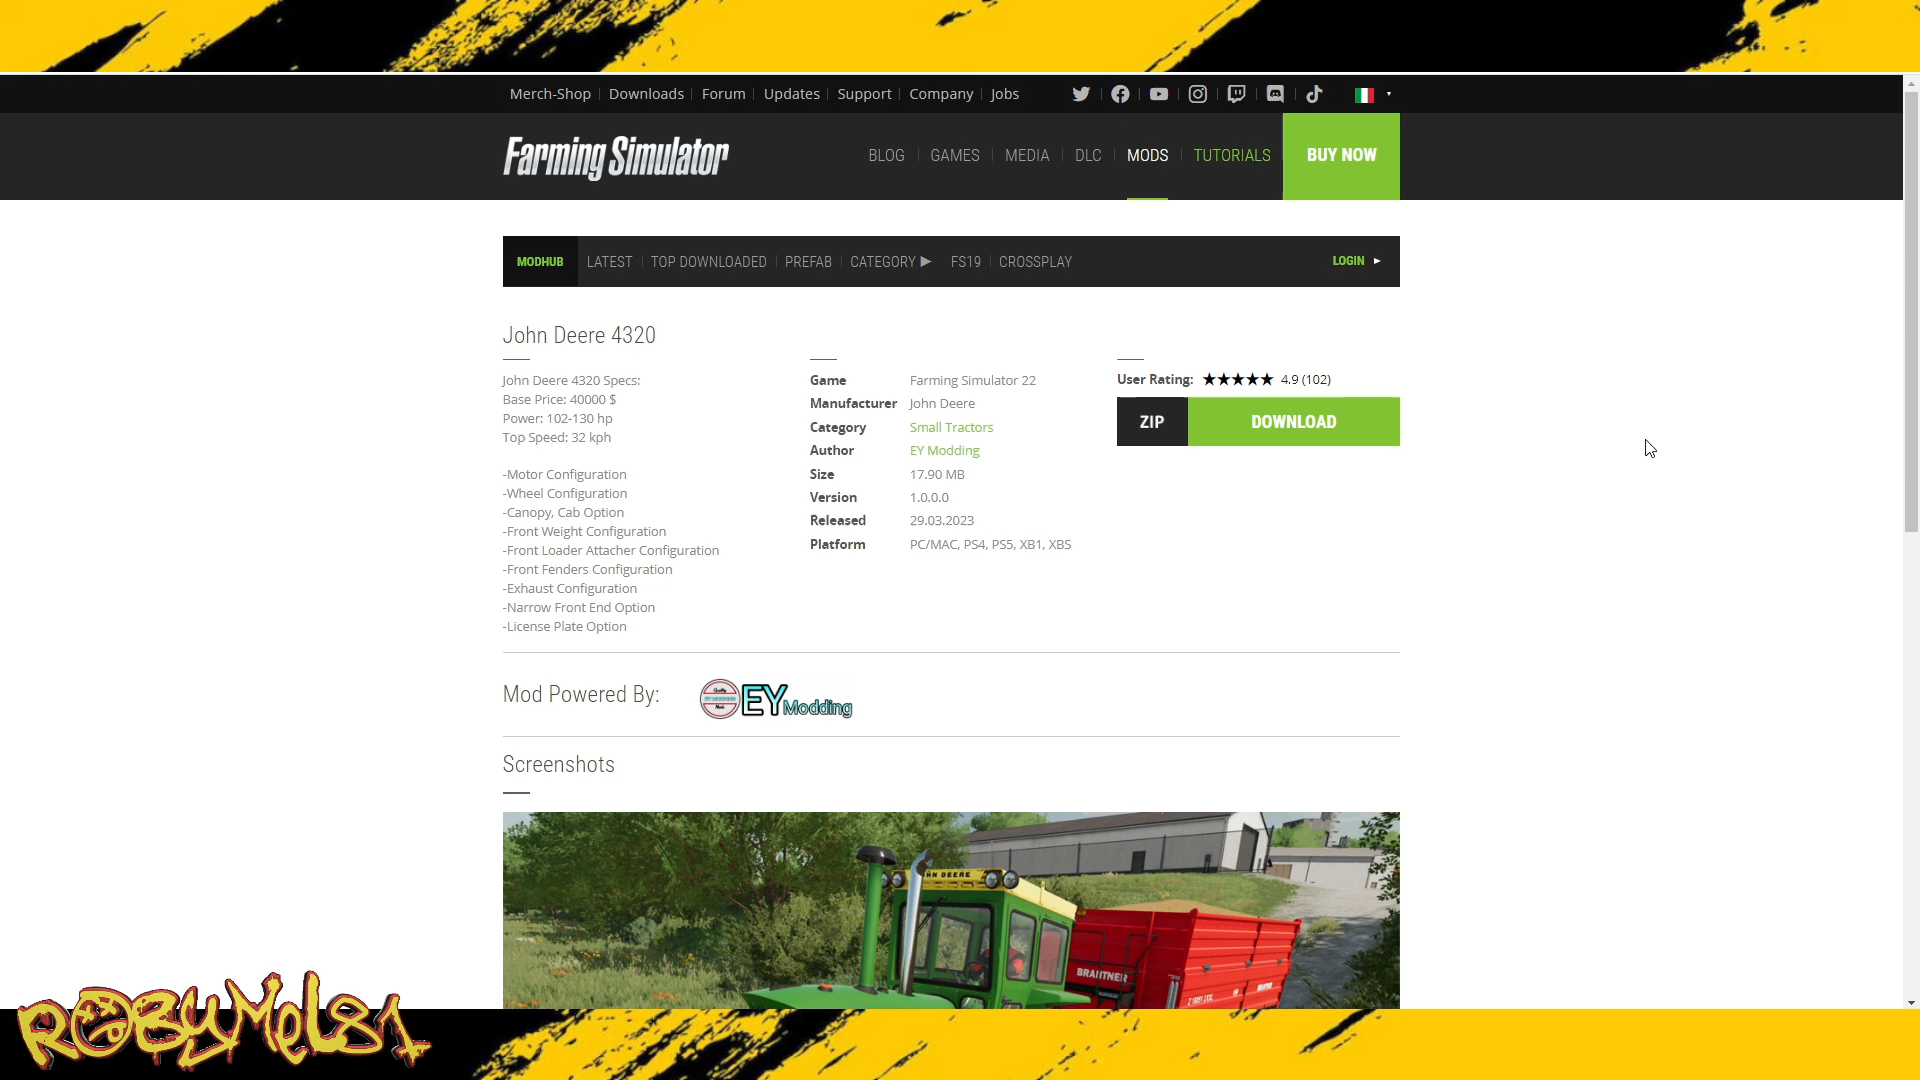 Merch-Shop Downloads Forum Updates Support Company Jobs
Farming Simulator
BLOG GAMES MEDIA DLC MODS TUTORIALS BUY NOW
MODHUB LATEST TOP DOWNLOADED PREFAB CATEGORY FS19 CROSSPLAY LOGIN
John Deere 4320
John Deere 4320 Specs:
Base Price: 40000 $
Power: 102-130 hp
Top Speed: 32 kph
-Motor Configuration
-Wheel Configuration
-Canopy, Cab Option
-Front Weight Configuration
-Front Loader Attacher Configuration
-Front Fenders Configuration
-Exhaust Configuration
-Narrow Front End Option
-License Plate Option
Game Farming Simulator 22
Manufacturer John Deere
Category Small Tractors
Author EY Modding
Size 17.90 MB
Version 1.0.0.0
Released 29.03.2023
Platform PC/MAC, PS4, PS5, XB1, XBS
User Rating: ★★★★★ 4.9 (102)
ZIP DOWNLOAD
Mod Powered By:
EY Modding
Screenshots
BRANTNER
RobyMel81